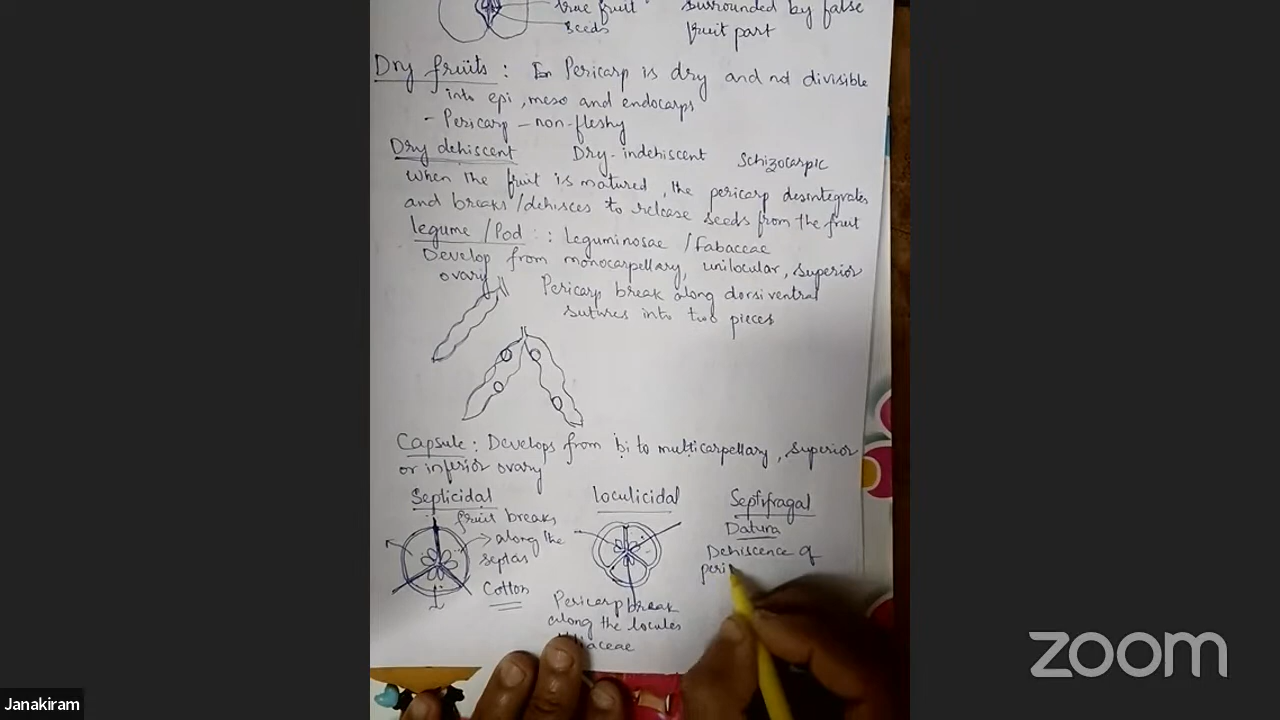 true fruit surrounded by false
seeds fruit part
Dry fruits : Pericarp is dry and not divisible
into epi, meso and endocarps
- Pericarp - non-fleshy
Dry dehiscent Dry-indehiscent Schizocarpic
When the fruit is matured, the pericarp desintegrates
and breaks/dehisces to release seeds from the fruit
legume /Pod : : Leguminosae /Fabaceae
Develop from monocarpellary, unilocular, superior
ovary
Pericarp break along dorsiventral
sutures into two pieces
Capsule : Develops from bi to multicarpellary, superior
or inferior ovary
Septicidal
fruit breaks
along the
septas
Cotton
loculicidal
Pericarp break
along the locules
Septifragal
Datura
Dehiscence of
peri
zoom
Janakiram